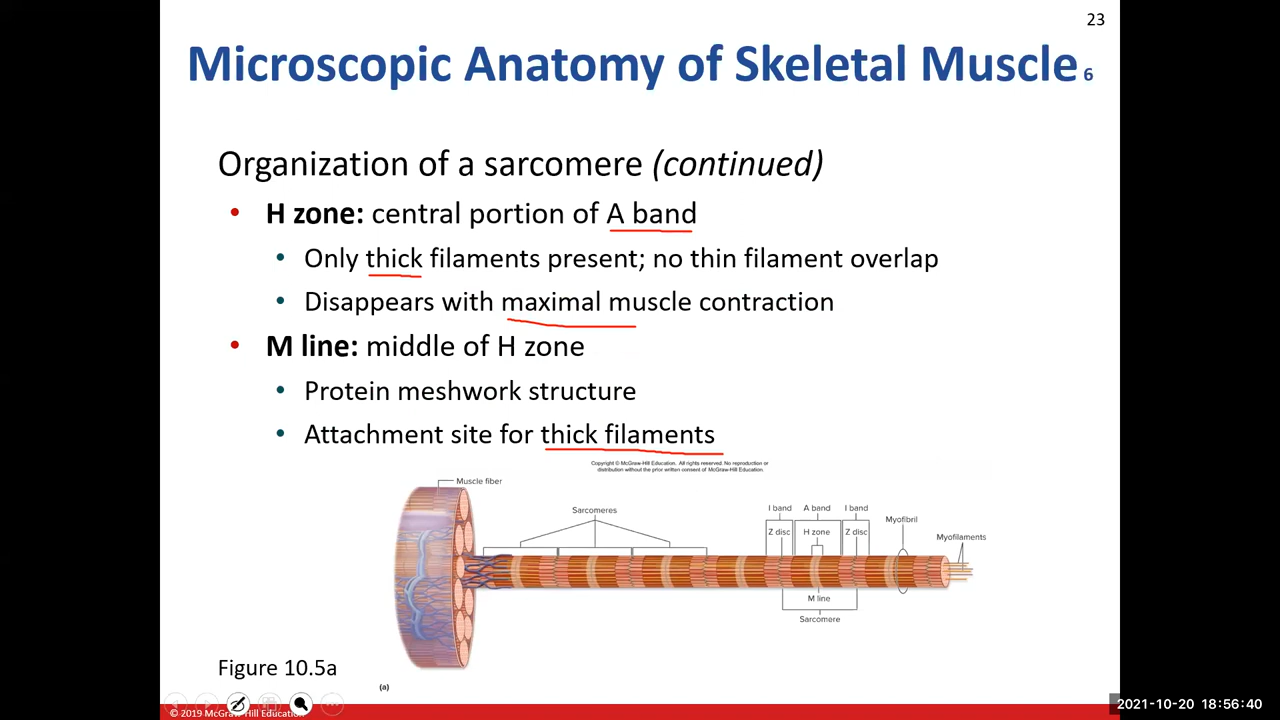 23
Microscopic Anatomy of Skeletal Muscle 6
Organization of a sarcomere (continued)
• H zone: central portion of A band
• Only thick filaments present; no thin filament overlap
• Disappears with maximal muscle contraction
• M line: middle of H zone
• Protein meshwork structure
• Attachment site for thick filaments
Copyright © McGraw-Hill Education. All rights reserved. No reproduction or
distribution without the prior written consent of McGraw-Hill Education.
Muscle fiber
Sarcomeres
I band A band I band
Myofibril
Z disc H zone Z disc
Myofilaments
M line
Sarcomere
Figure 10.5a
(a)
© 2019 McGraw-Hill Education
2021-10-20 18:56:40